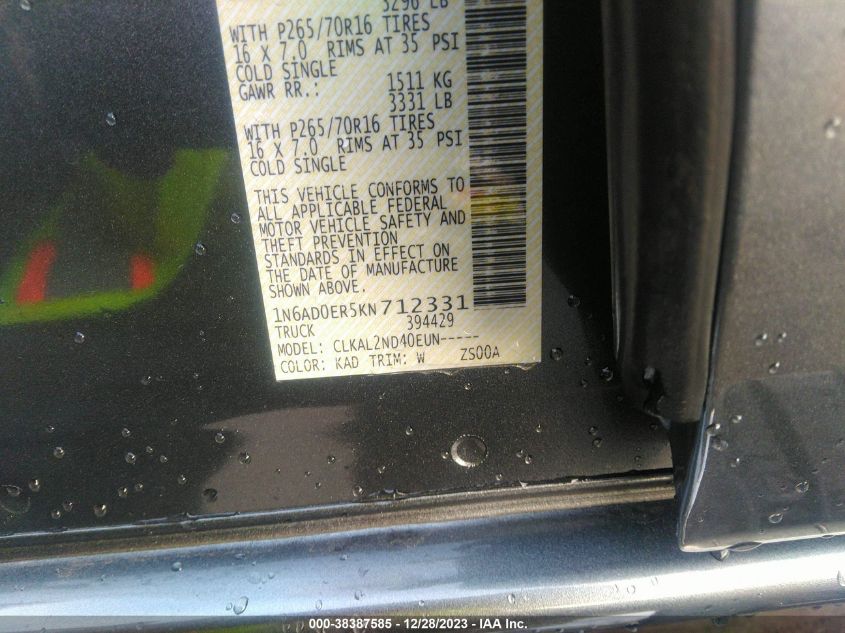 3296 LB
WITH P265/70R16 TIRES
16 X 7.0 RIMS AT 35 PSI
COLD SINGLE
GAWR RR.: 1511 KG
3331 LB
WITH P265/70R16 TIRES
16 X 7.0 RIMS AT 35 PSI
COLD SINGLE
THIS VEHICLE CONFORMS TO
ALL APPLICABLE FEDERAL
MOTOR VEHICLE SAFETY AND
THEFT PREVENTION
STANDARDS IN EFFECT ON
THE DATE OF MANUFACTURE
SHOWN ABOVE.
1N6AD0ER5KN712331
TRUCK 394429
MODEL: CLKAL2ND40EUN-----
COLOR: KAD TRIM: W ZS00A
000-38387585 - 12/28/2023 - IAA Inc.